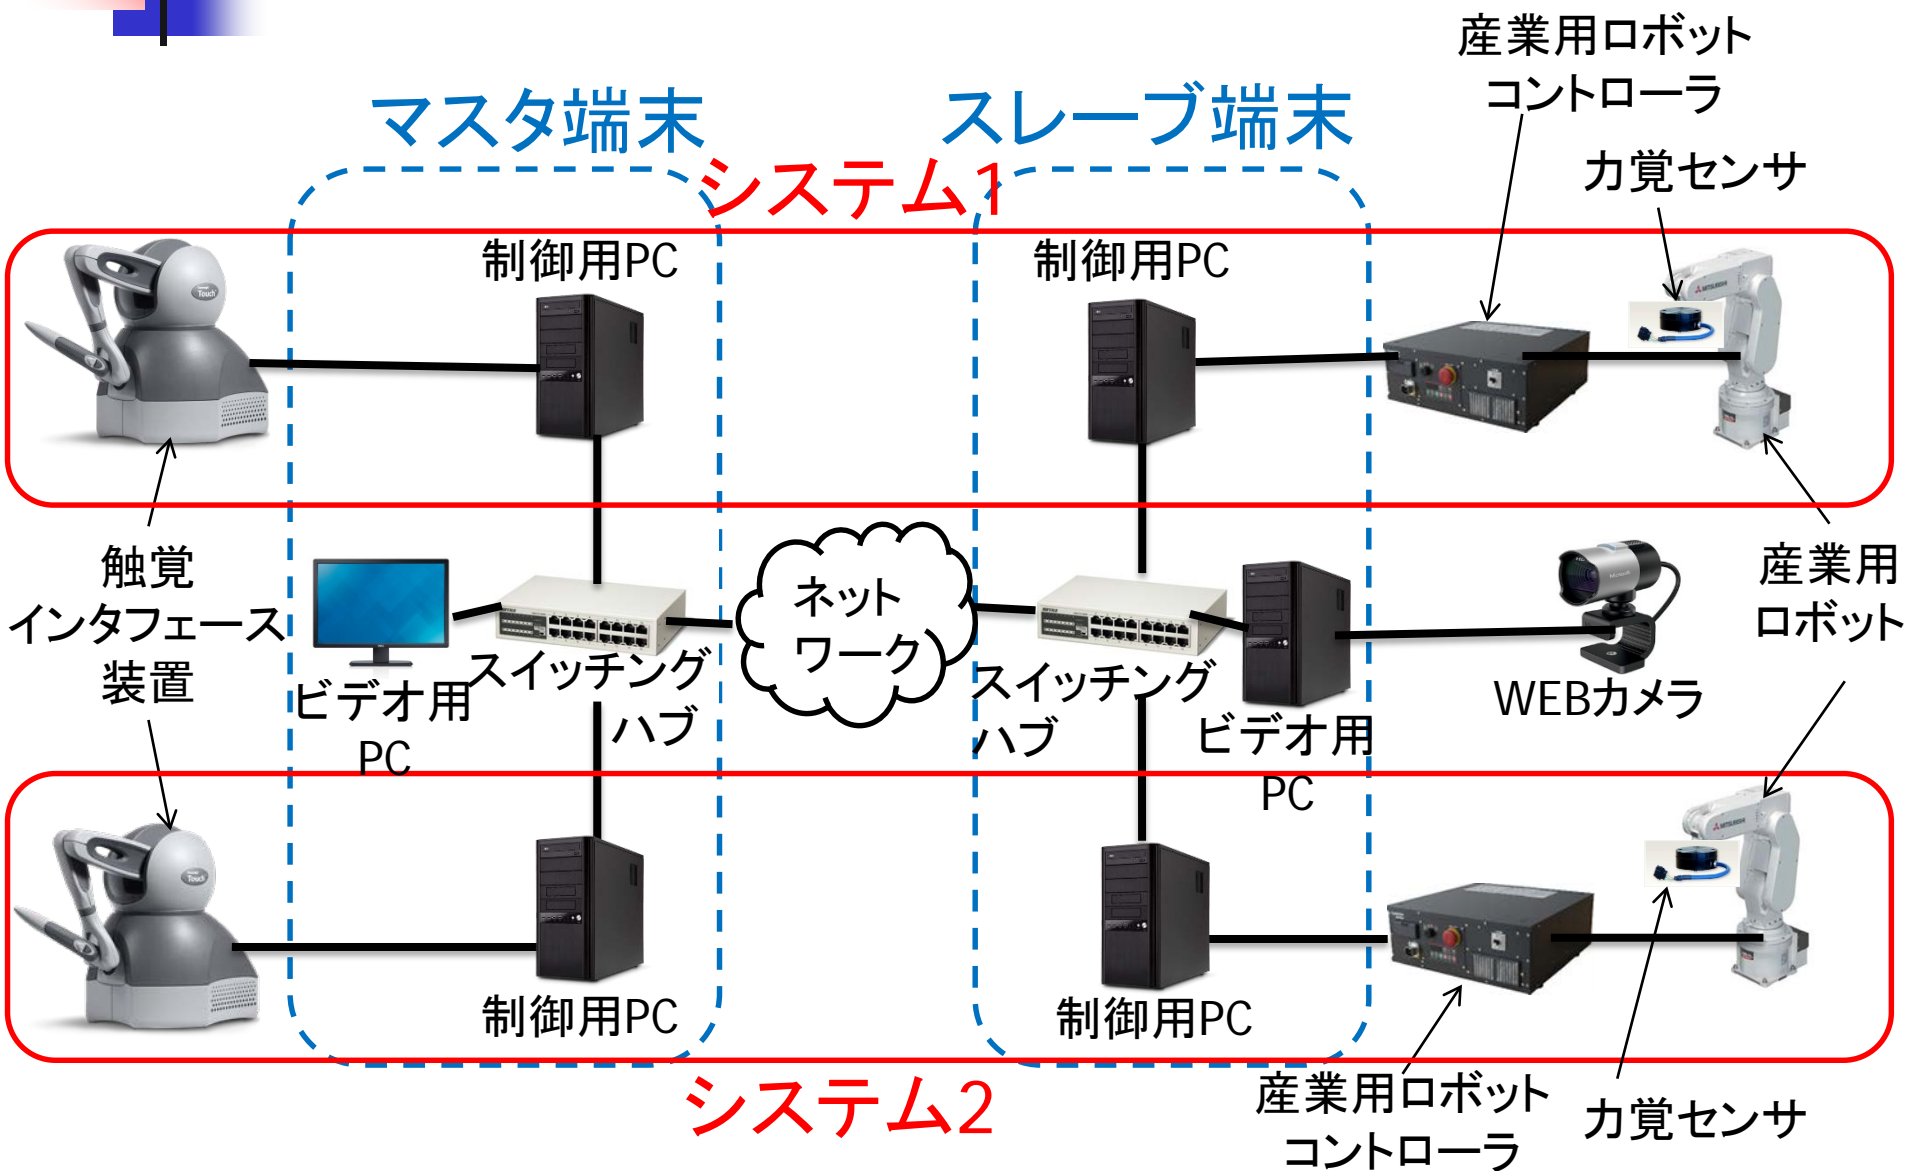 産業用ロボット
コントローラ
マスタ端末
スレーブ端末
力覚センサ
システム1
制御用PC
制御用PC
Touch
MITSUBISHI
触覚
インタフェース
装置
ネット
ワーク
Microsoft
産業用
ロボット
スイッチング
ハブ
ビデオ用
PC
スイッチング
ハブ
ビデオ用
PC
WEBカメラ
Touch
MITSUBISHI
制御用PC
制御用PC
システム2
産業用ロボット
コントローラ
力覚センサ